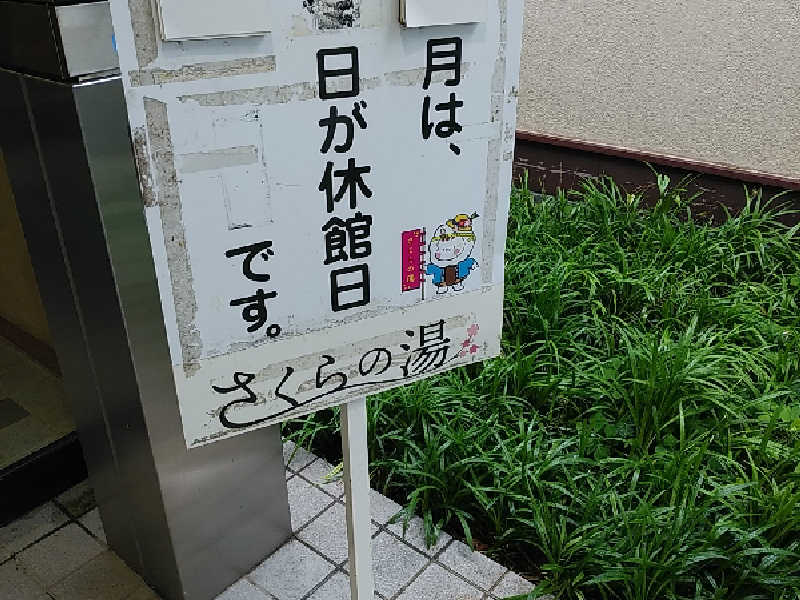 月は、
日が休館日
です。
さくらの湯